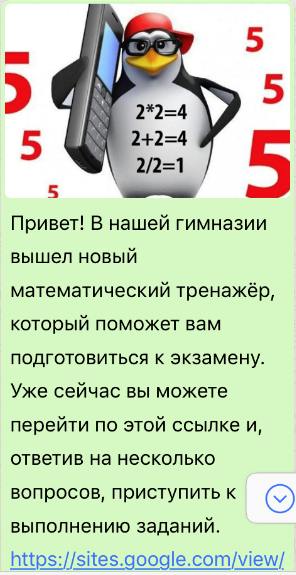 5
5
5
5
5
5
2*2=4
2+2=4
2/2=1
Привет! В нашей гимназии
вышел новый
математический тренажёр,
который поможет вам
подготовиться к экзамену.
Уже сейчас вы можете
перейти по этой ссылке и,
ответив на несколько
вопросов, приступить к
выполнению заданий.
https://sites.google.com/view/